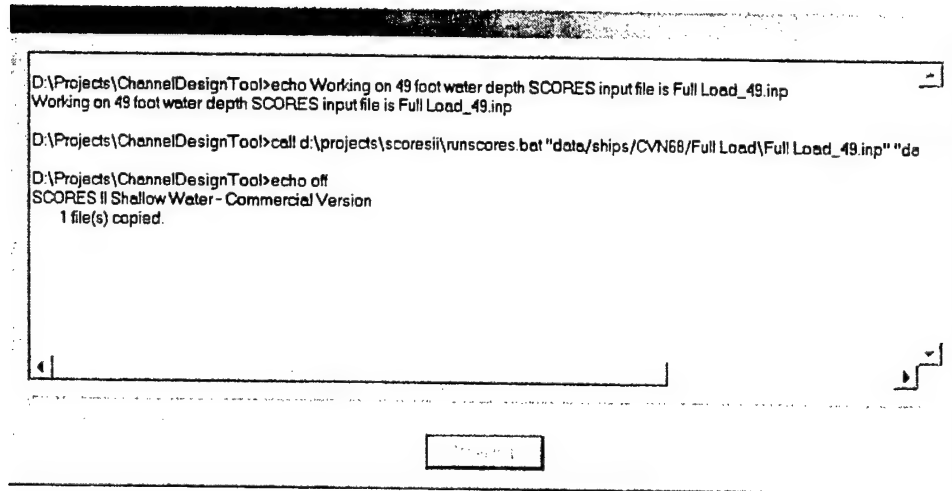 D:\Projects\ChannelDesignTool>echo Working on 49 foot water depth SCORES input file is Full Load_49.inp
Working on 49 foot water depth SCORES input file is Full Load_49.inp
D:\Projects\ChannelDesignTool>call d:\projects\scoresii\runscores.bat "data/ships/CVN68/Full Load\Full Load_49.inp" "da
D:\Projects\ChannelDesignTool>echo off
SCORES II Shallow Water - Commercial Version
1 file(s) copied.